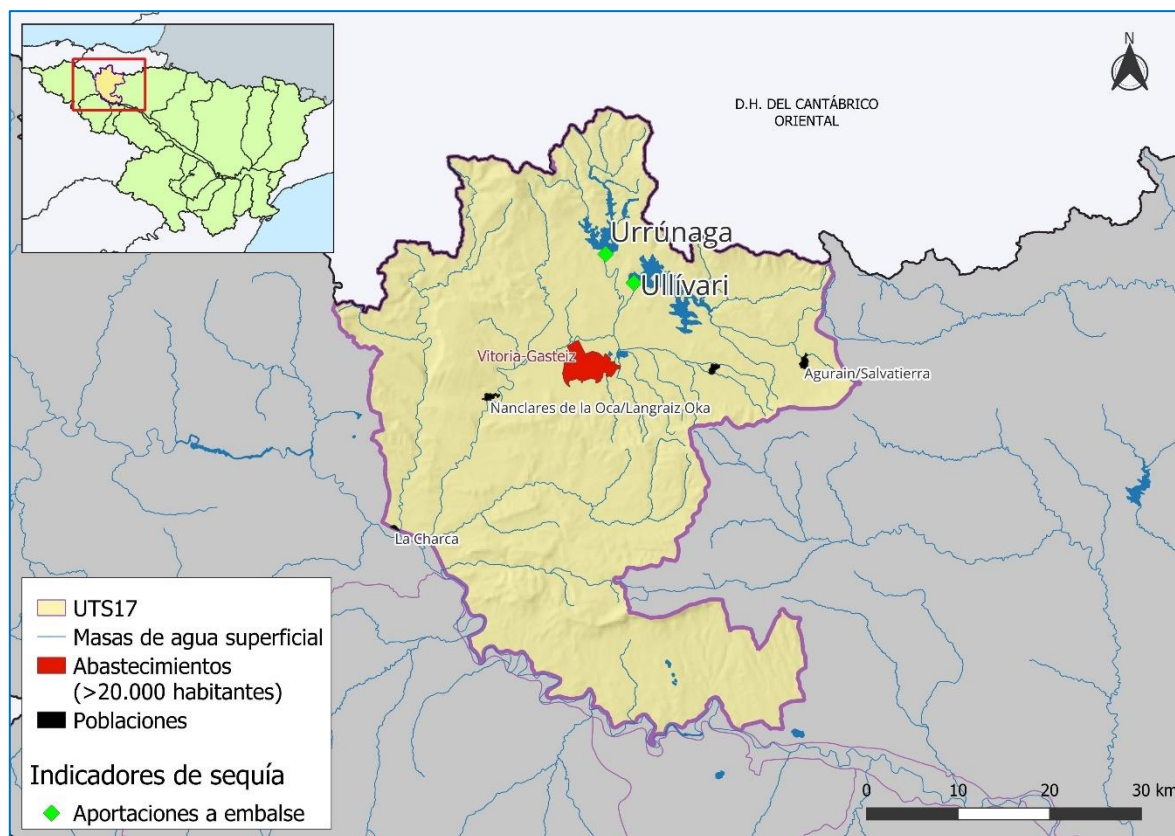 N
D.H. DEL CANTÁBRICO
ORIENTAL
Urrúnaga
Ullívari
Vitoria-Gasteiz
Agurain/Salvatierra
Nanclares de la Oca/Langraiz Oka
La Charca
UTS17
Masas de agua superficial
Abastecimientos
(>20.000 habitantes)
Poblaciones
Indicadores de sequía
Aportaciones a embalse
0 10 20 30 km